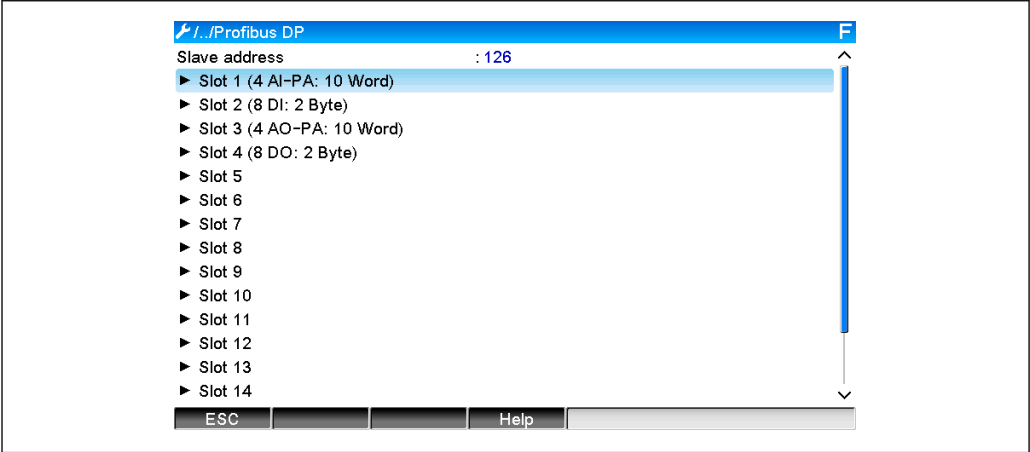 /../Profibus DP F
Slave address : 126
► Slot 1 (4 AI-PA: 10 Word)
► Slot 2 (8 DI: 2 Byte)
► Slot 3 (4 AO-PA: 10 Word)
► Slot 4 (8 DO: 2 Byte)
► Slot 5
► Slot 6
► Slot 7
► Slot 8
► Slot 9
► Slot 10
► Slot 11
► Slot 12
► Slot 13
► Slot 14
ESC Help